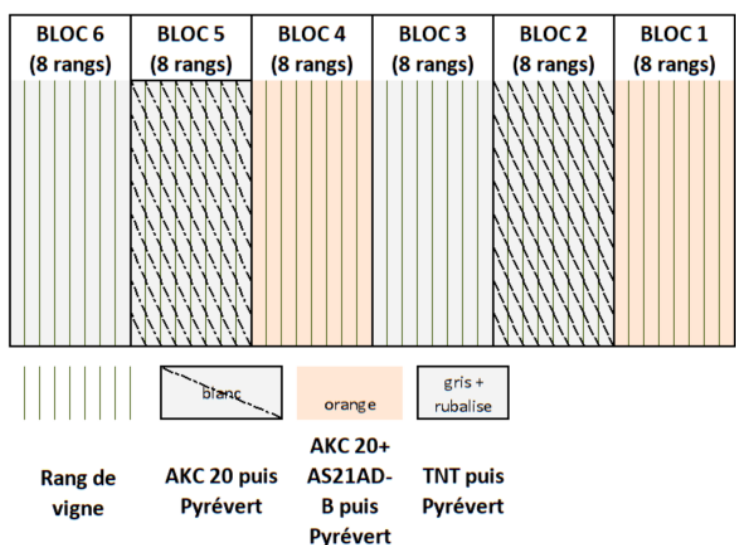 BLOC 6 BLOC 5 BLOC 4 BLOC 3 BLOC 2 BLOC 1
(8 rangs) (8 rangs) (8 rangs) (8 rangs) (8 rangs) (8 rangs)
blanc
orange
gris +
rubalise
Rang de
vigne
AKC 20 puis
Pyrévert
AKC 20+
AS21AD-
B puis
Pyrévert
TNT puis
Pyrévert